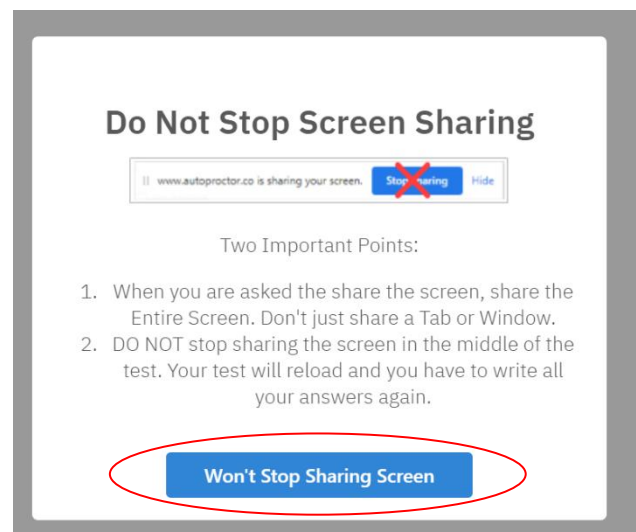 Do Not Stop Screen Sharing
|| www.autoproctor.co is sharing your screen. Stop sharing Hide
Two Important Points:
1. When you are asked the share the screen, share the
Entire Screen. Don't just share a Tab or Window.
2. DO NOT stop sharing the screen in the middle of the
test. Your test will reload and you have to write all
your answers again.
Won't Stop Sharing Screen